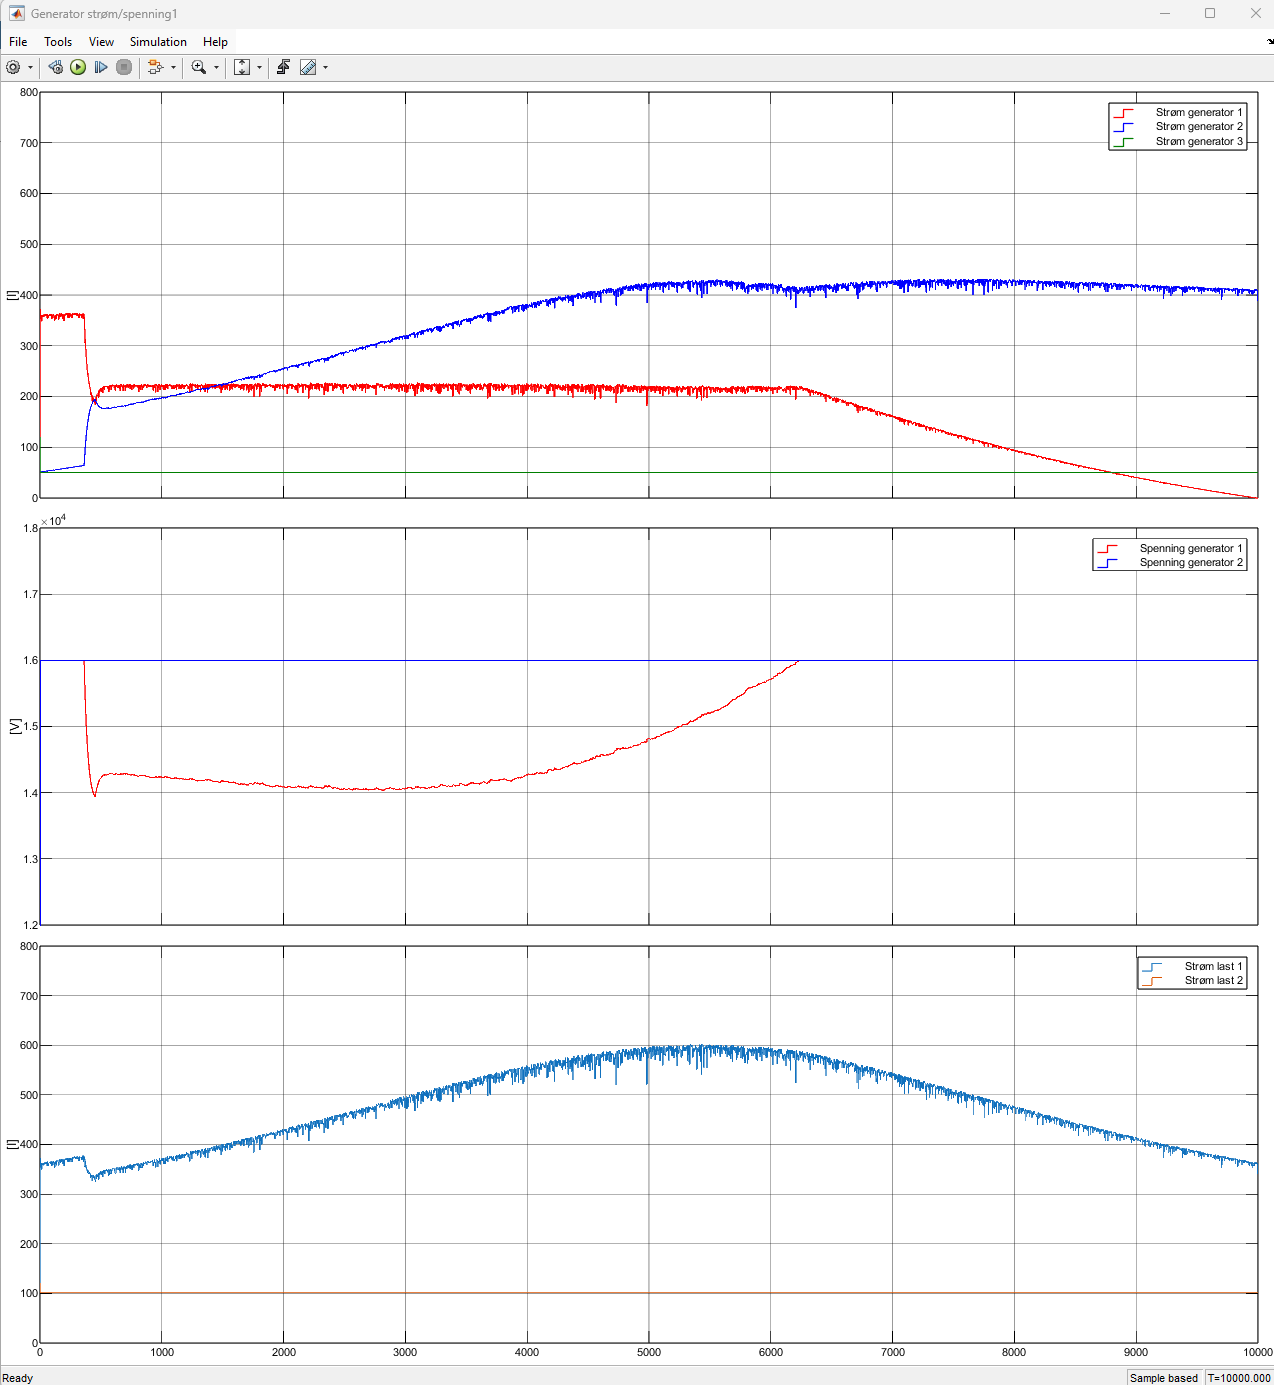 Generator strøm/spenning1
File Tools View Simulation Help
800
700
600
500
400
300
200
100
0
[I]
Strøm generator 1
Strøm generator 2
Strøm generator 3
×10⁴
1.8
1.7
1.6
1.5
1.4
1.3
1.2
[V]
Spenning generator 1
Spenning generator 2
800
700
600
500
400
300
200
100
0
[I]
Strøm last 1
Strøm last 2
0 1000 2000 3000 4000 5000 6000 7000 8000 9000 10000
Ready Sample based T=10000.000